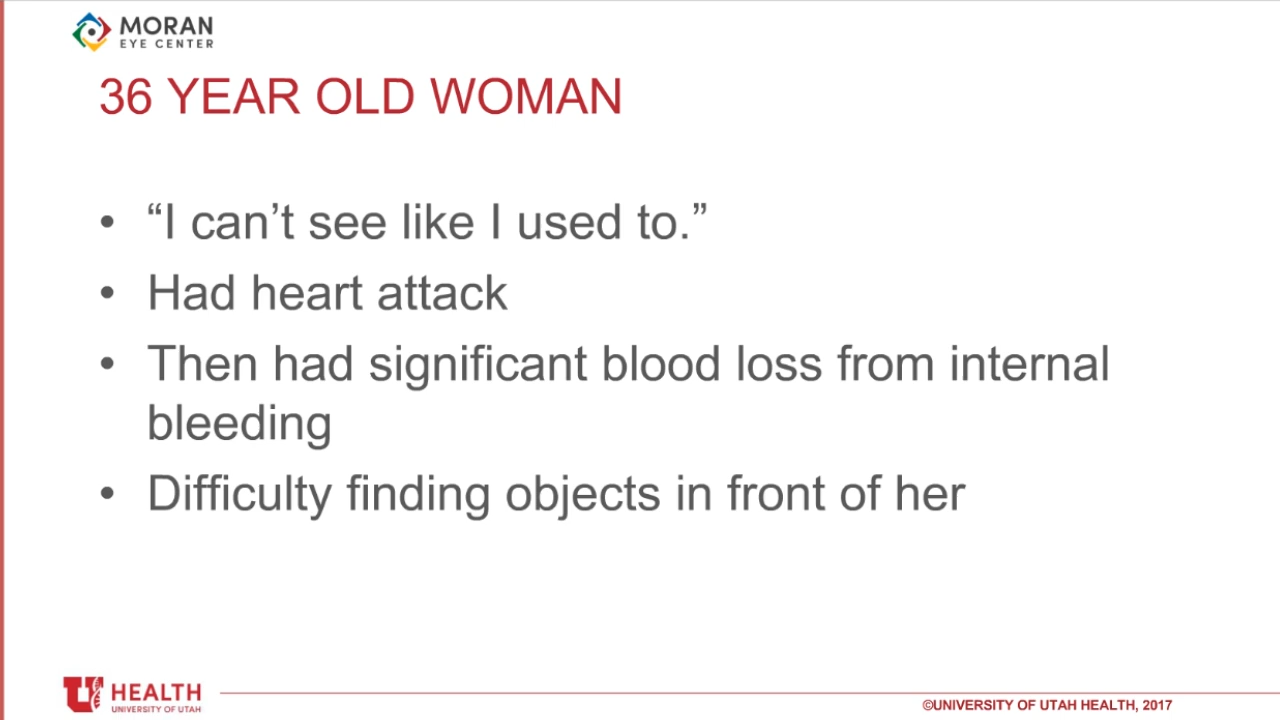 MORAN
EYE CENTER
36 YEAR OLD WOMAN
• “I can’t see like I used to.”
• Had heart attack
• Then had significant blood loss from internal
bleeding
• Difficulty finding objects in front of her
U HEALTH
UNIVERSITY OF UTAH
©UNIVERSITY OF UTAH HEALTH, 2017